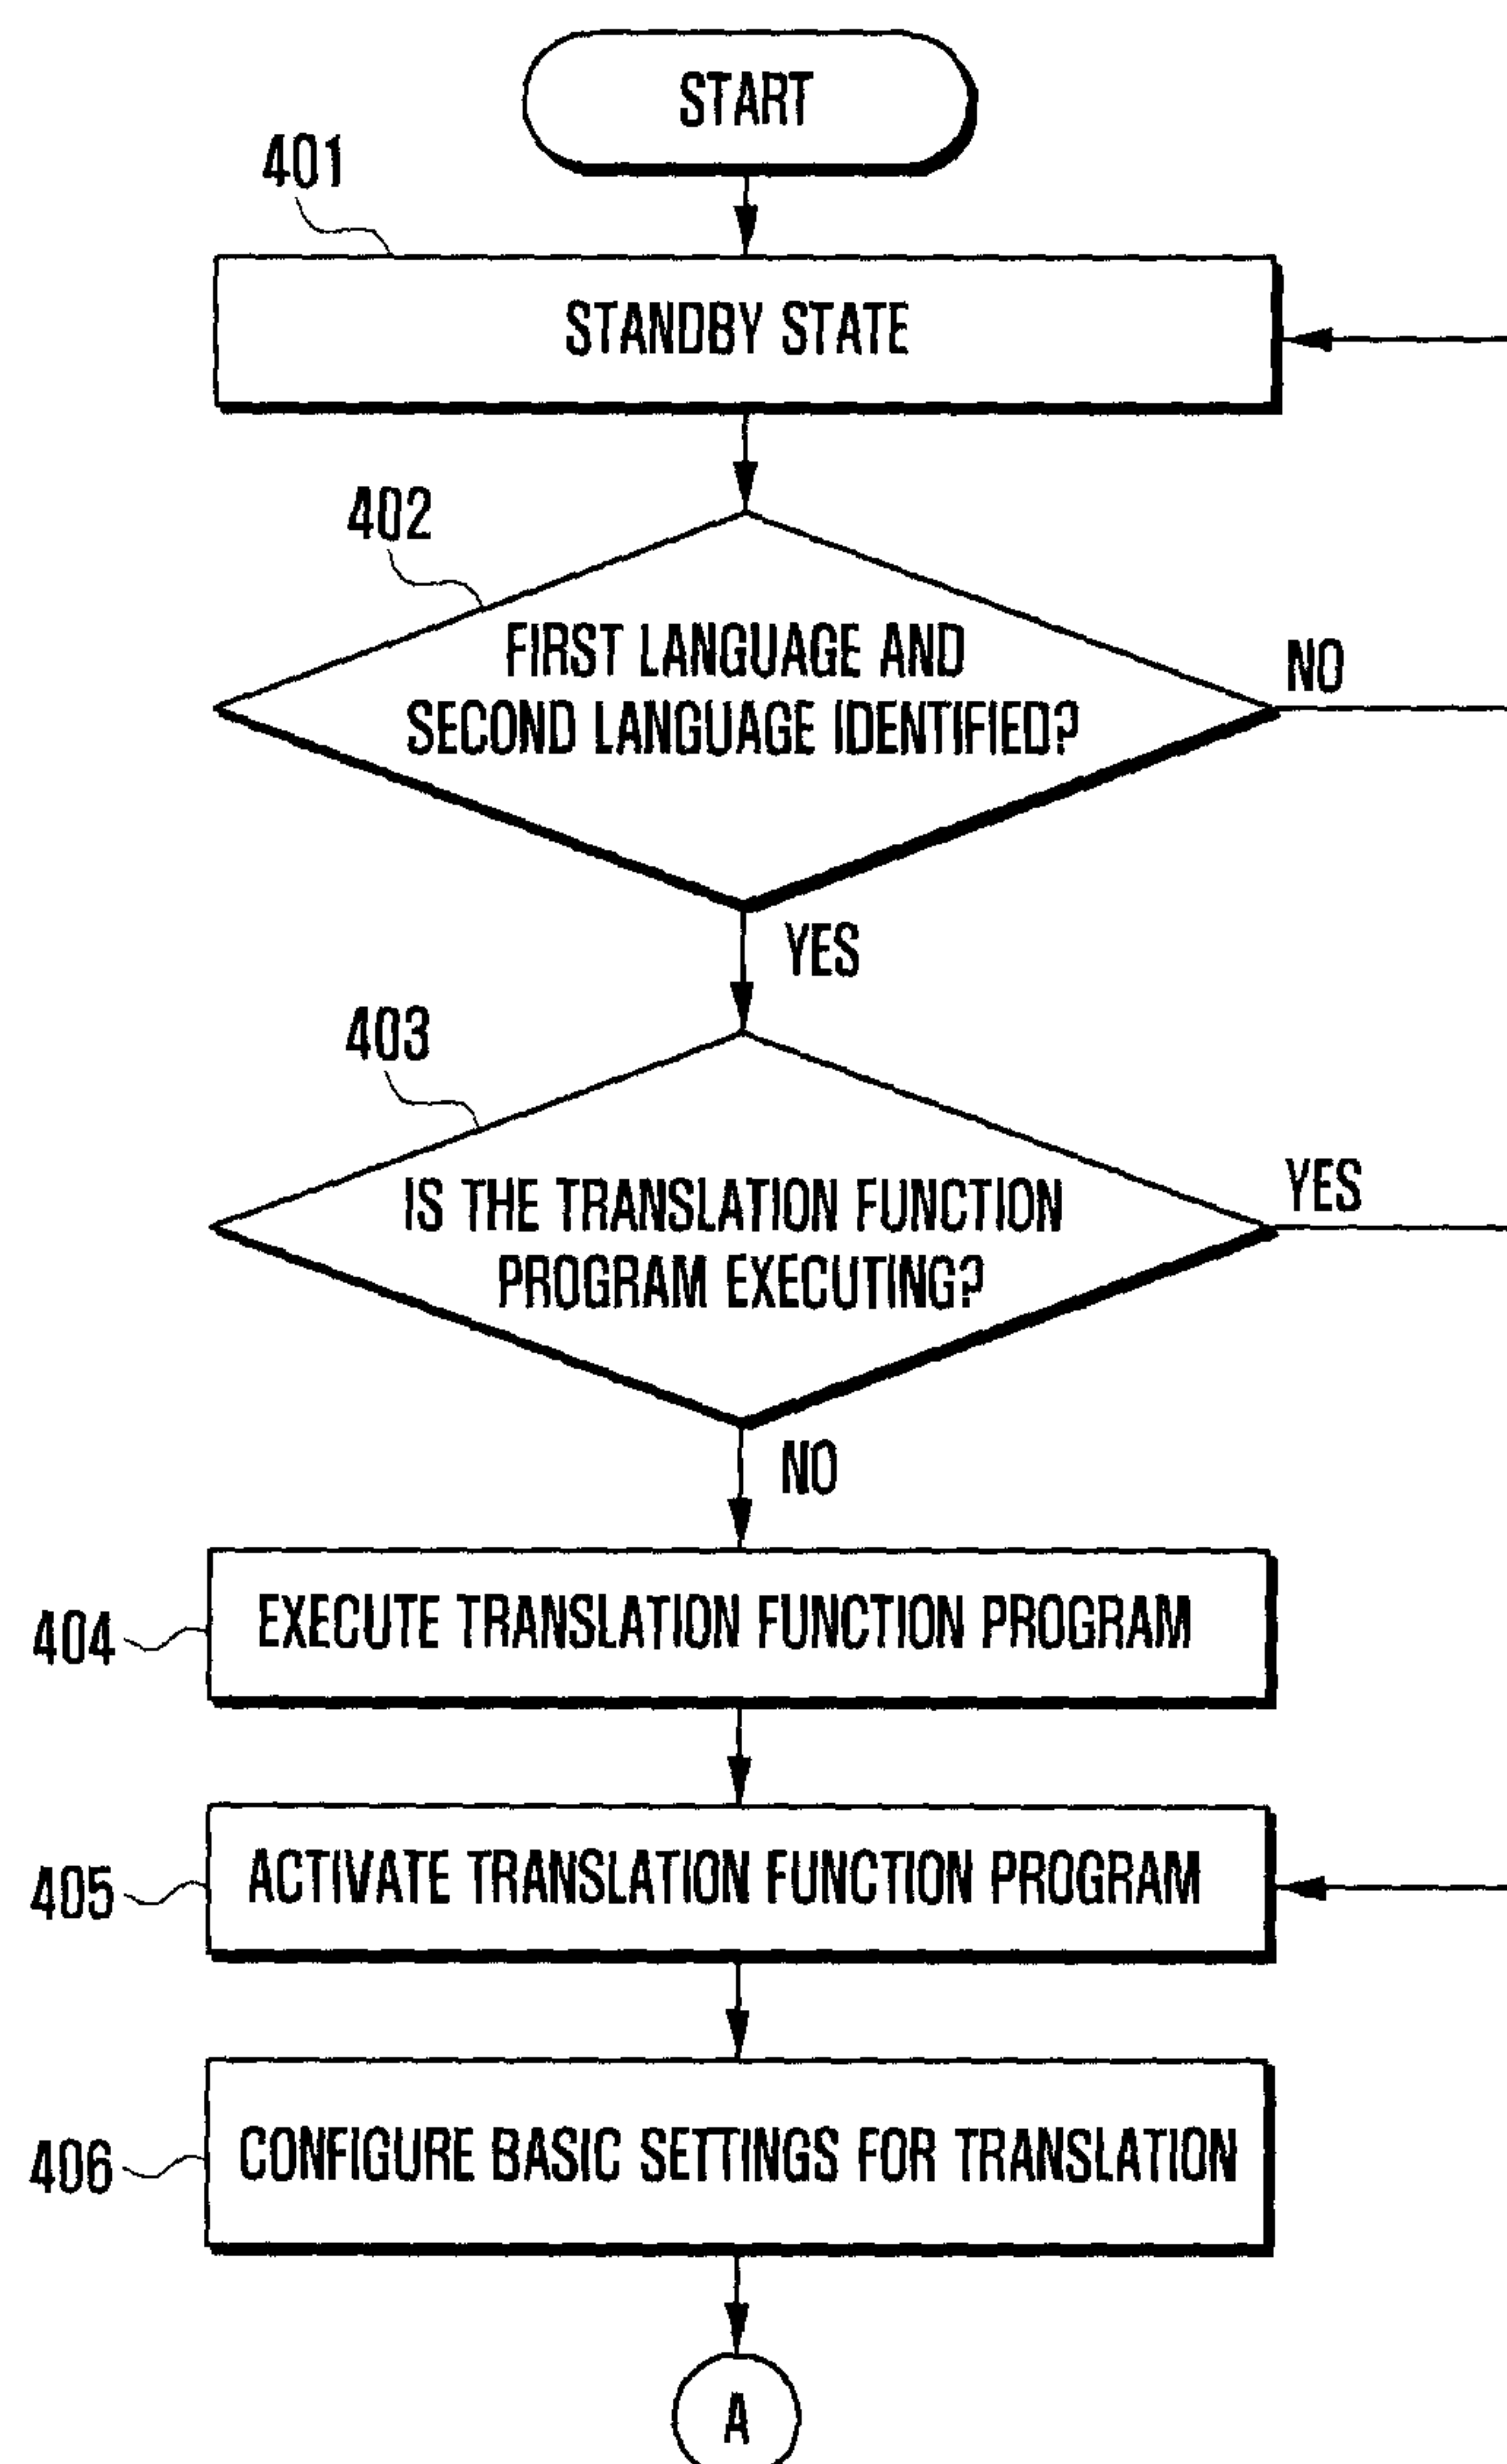 START
401
STANDBY STATE
402
FIRST LANGUAGE AND
SECOND LANGUAGE IDENTIFIED?
NO
YES
403
IS THE TRANSLATION FUNCTION
PROGRAM EXECUTING?
YES
NO
404
EXECUTE TRANSLATION FUNCTION PROGRAM
405
ACTIVATE TRANSLATION FUNCTION PROGRAM
406
CONFIGURE BASIC SETTINGS FOR TRANSLATION
A